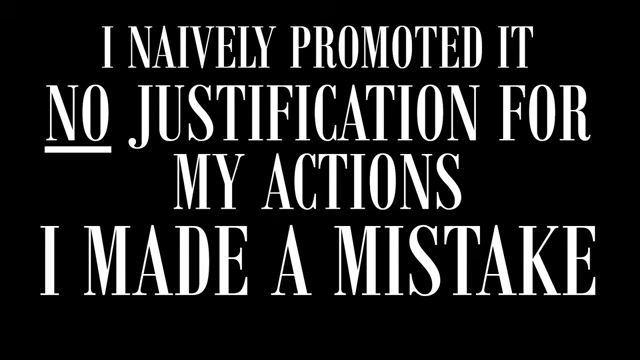 I NAIVELY PROMOTED IT
NO JUSTIFICATION FOR
MY ACTIONS
I MADE A MISTAKE